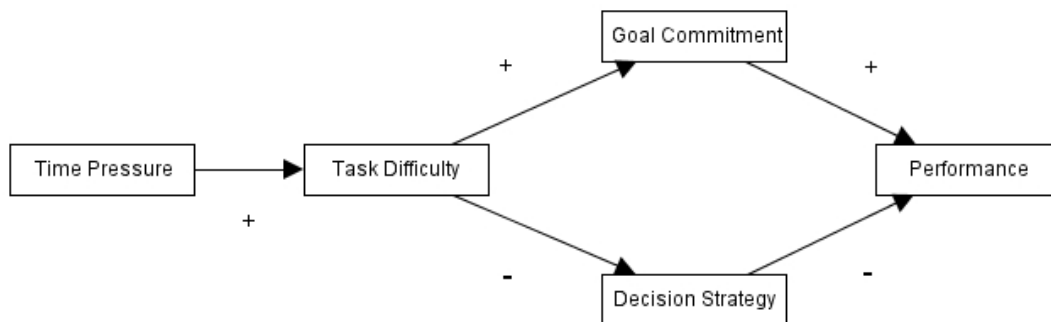 Goal Commitment
+
+
Time Pressure
Task Difficulty
Performance
+
-
-
Decision Strategy